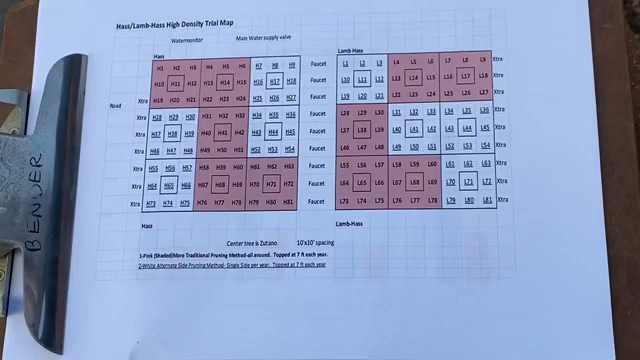 Hass/Lamb-Hass High Density Trial Map
Watermonitor Main Water supply valve
Hass Lamb Hass
H1 H2 H3 H4 H5 H6 H7 H8 H9 Faucet L1 L2 L3 L4 L5 L6 L7 L8 L9 Xtra
H10 H11 H12 H13 H14 H15 H16 H17 H18 Faucet L10 L11 L12 L13 L14 L15 L16 L17 L18 Xtra
Road Xtra H19 H20 H21 H22 H23 H24 H25 H26 H27 Faucet L19 L20 L21 L22 L23 L24 L25 L26 L27 Xtra
Xtra H28 H29 H30 H31 H32 H33 H34 H35 H36 Faucet L28 L29 L30 L31 L32 L33 L34 L35 L36 Xtra
Xtra H37 H38 H39 H40 H41 H42 H43 H44 H45 Faucet L37 L38 L39 L40 L41 L42 L43 L44 L45 Xtra
Xtra H46 H47 H48 H49 H50 H51 H52 H53 H54 Faucet L46 L47 L48 L49 L50 L51 L52 L53 L54 Xtra
Xtra H55 H56 H57 H58 H59 H60 H61 H62 H63 Faucet L55 L56 L57 L58 L59 L60 L61 L62 L63 Xtra
Xtra H64 H65 H66 H67 H68 H69 H70 H71 H72 Faucet L64 L65 L66 L67 L68 L69 L70 L71 L72 Xtra
Xtra H73 H74 H75 H76 H77 H78 H79 H80 H81 Faucet L73 L74 L75 L76 L77 L78 L79 L80 L81 Xtra
Hass Lamb-Hass
Center tree is Zutano 10'x10' spacing
1-Pink (Shaded)More Traditional Pruning Method-all around. Topped at 7 ft each year.
2-White Alternate Side Pruning Method- Single Side per year. Topped at 7 ft each year
BENDER